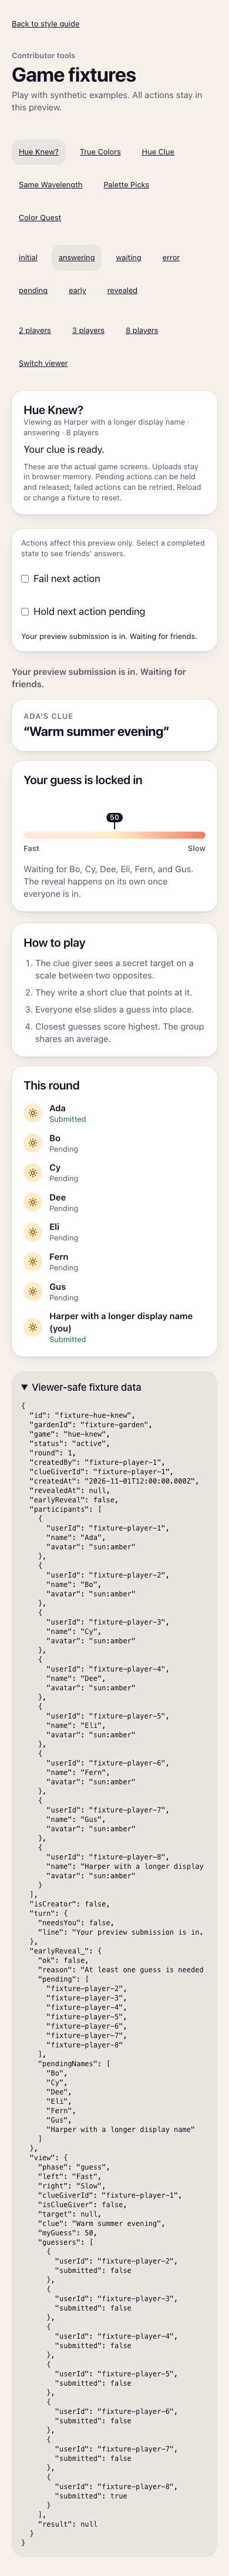 Back to style guide
Contributor tools
Game fixtures
Play with synthetic examples. All actions stay in
this preview.
Hue Knew?
True Colors
Hue Clue
Same Wavelength
Palette Picks
Color Quest
initial
answering
waiting
error
pending
early
revealed
2 players
3 players
8 players
Switch viewer
Hue Knew?
Viewing as Harper with a longer display name ·
answering · 8 players
Your clue is ready.
These are the actual game screens. Uploads stay
in browser memory. Pending actions can be held
and released; failed actions can be retried. Reload
or change a fixture to reset.
Actions affect this preview only. Select a completed
state to see friends' answers.
Fail next action
Hold next action pending
Your preview submission is in. Waiting for friends.
Your preview submission is in. Waiting for
friends.
ADA'S CLUE
“Warm summer evening”
Your guess is locked in
50
Fast
Slow
Waiting for Bo, Cy, Dee, Eli, Fern, and Gus.
The reveal happens on its own once
everyone is in.
How to play
1. The clue giver sees a secret target on a
scale between two opposites.
2. They write a short clue that points at it.
3. Everyone else slides a guess into place.
4. Closest guesses score highest. The group
shares an average.
This round
Ada
Submitted
Bo
Pending
Cy
Pending
Dee
Pending
Eli
Pending
Fern
Pending
Gus
Pending
Harper with a longer display name
(you)
Submitted
▼ Viewer-safe fixture data
{
"id": "fixture-hue-knew",
"gardenId": "fixture-garden",
"game": "hue-knew",
"status": "active",
"round": 1,
"createdBy": "fixture-player-1",
"clueGiverId": "fixture-player-1",
"createdAt": "2026-11-01T12:00:00.000Z",
"revealedAt": null,
"earlyReveal": false,
"participants": [
{
"userId": "fixture-player-1",
"name": "Ada",
"avatar": "sun:amber"
},
{
"userId": "fixture-player-2",
"name": "Bo",
"avatar": "sun:amber"
},
{
"userId": "fixture-player-3",
"name": "Cy",
"avatar": "sun:amber"
},
{
"userId": "fixture-player-4",
"name": "Dee",
"avatar": "sun:amber"
},
{
"userId": "fixture-player-5",
"name": "Eli",
"avatar": "sun:amber"
},
{
"userId": "fixture-player-6",
"name": "Fern",
"avatar": "sun:amber"
},
{
"userId": "fixture-player-7",
"name": "Gus",
"avatar": "sun:amber"
},
{
"userId": "fixture-player-8",
"name": "Harper with a longer display
"avatar": "sun:amber"
}
],
"isCreator": false,
"turn": {
"needsYou": false,
"line": "Your preview submission is in.
},
"earlyReveal_": {
"ok": false,
"reason": "At least one guess is needed
"pending": [
"fixture-player-2",
"fixture-player-3",
"fixture-player-4",
"fixture-player-5",
"fixture-player-6",
"fixture-player-7",
"fixture-player-8"
],
"pendingNames": [
"Bo",
"Cy",
"Dee",
"Eli",
"Fern",
"Gus",
"Harper with a longer display name"
]
},
"view": {
"phase": "guess",
"left": "Fast",
"right": "Slow",
"clueGiverId": "fixture-player-1",
"isClueGiver": false,
"target": null,
"clue": "Warm summer evening",
"myGuess": 50,
"guessers": [
{
"userId": "fixture-player-2",
"submitted": false
},
{
"userId": "fixture-player-3",
"submitted": false
},
{
"userId": "fixture-player-4",
"submitted": false
},
{
"userId": "fixture-player-5",
"submitted": false
},
{
"userId": "fixture-player-6",
"submitted": false
},
{
"userId": "fixture-player-7",
"submitted": false
},
{
"userId": "fixture-player-8",
"submitted": true
}
],
"result": null
}
}